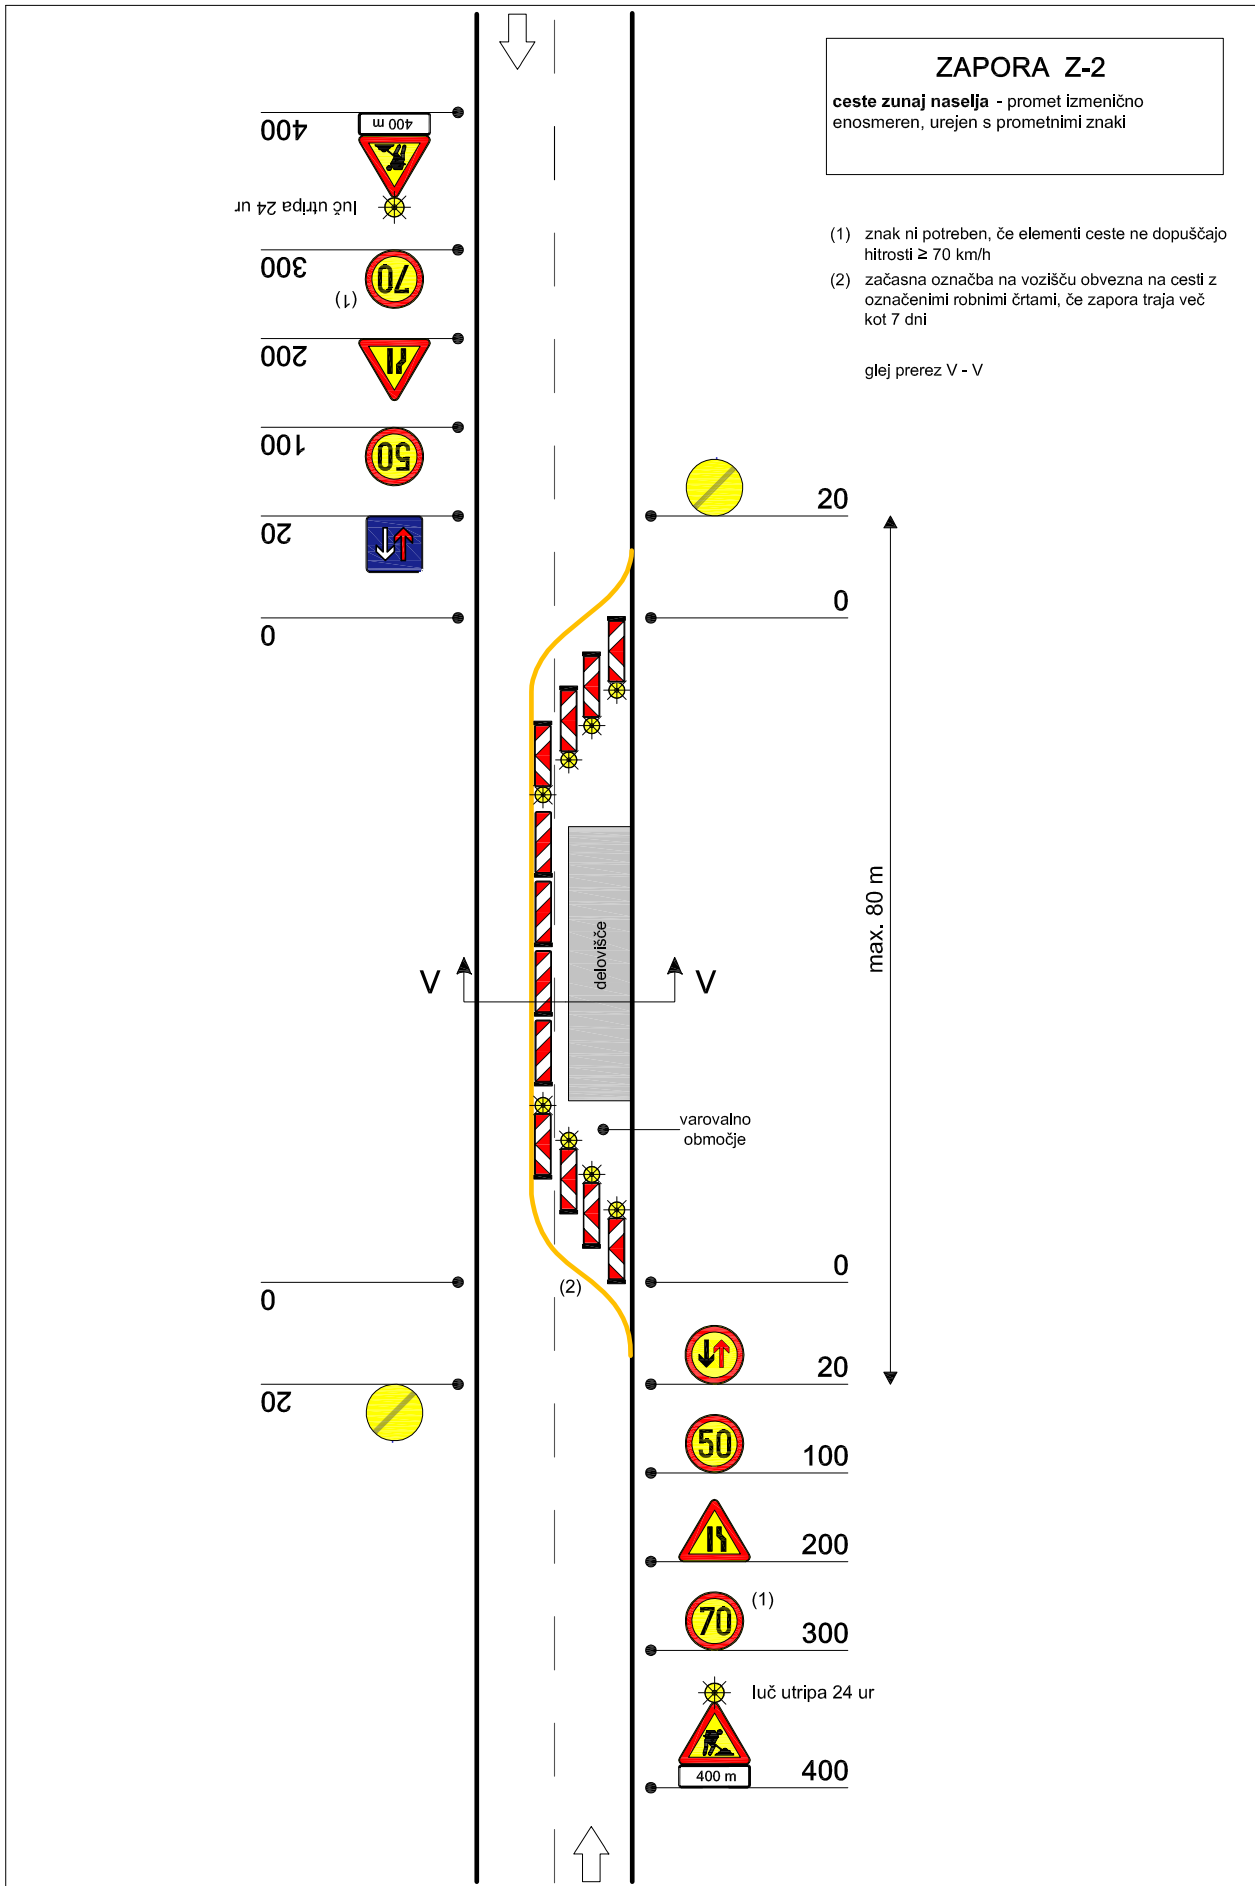 ZAPORA Z-2
ceste zunaj naselja - promet izmenično
enosmeren, urejen s prometnimi znaki
(1) znak ni potreben, če elementi ceste ne dopuščajo
hitrosti ≥ 70 km/h
(2) začasna označba na vozišču obvezna na cesti z
označenimi robnimi črtami, če zapora traja več
kot 7 dni
glej prerez V - V
400
400 m
luč utripa 24 ur
300
70
(1)
200
100
50
20
0
20
0
max. 80 m
delovišče
V
V
varovalno
območje
(2)
0
20
0
20
50
100
200
70
(1)
300
luč utripa 24 ur
400 m
400